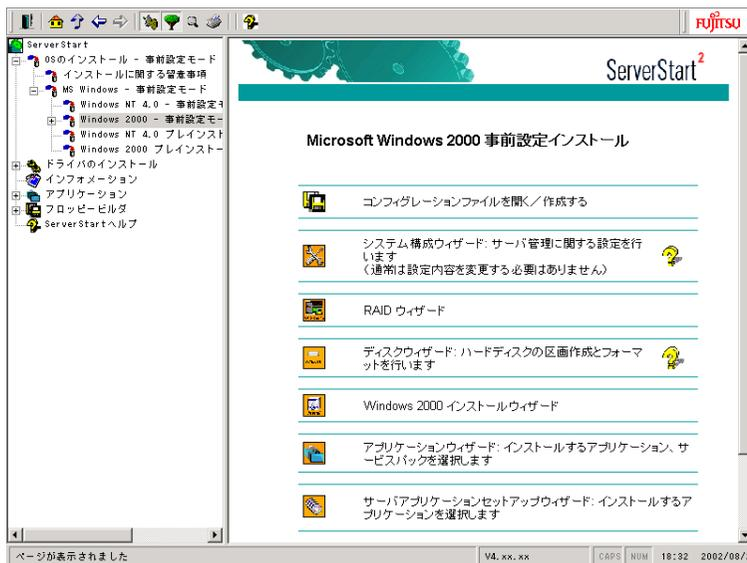 FUJITSU
ServerStart
OSのインストール - 事前設定モード
インストールに関する留意事項
MS Windows - 事前設定モード
Windows NT 4.0 - 事前設定モ
Windows 2000 - 事前設定モー
Windows NT 4.0 プレインスト
Windows 2000 プレインストー
ドライバのインストール
インフォメーション
アプリケーション
フロッピービルダ
ServerStartヘルプ
ServerStart2
Microsoft Windows 2000 事前設定インストール
コンフィグレーションファイルを開く／作成する
システム構成ウィザード: サーバ管理に関する設定を行
います
（通常は設定内容を変更する必要はありません）
RAID ウィザード
ディスクウィザード: ハードディスクの区画作成とフォーマ
ットを行います
Windows 2000 インストールウィザード
アプリケーションウィザード: インストールするアプリケーション、サ
ービスパックを選択します
サーバアプリケーションセットアップウィザード: インストールするア
プリケーションを選択します
ページが表示されました
V4.xx.xx
CAPS NUM 18:32 2002/08/